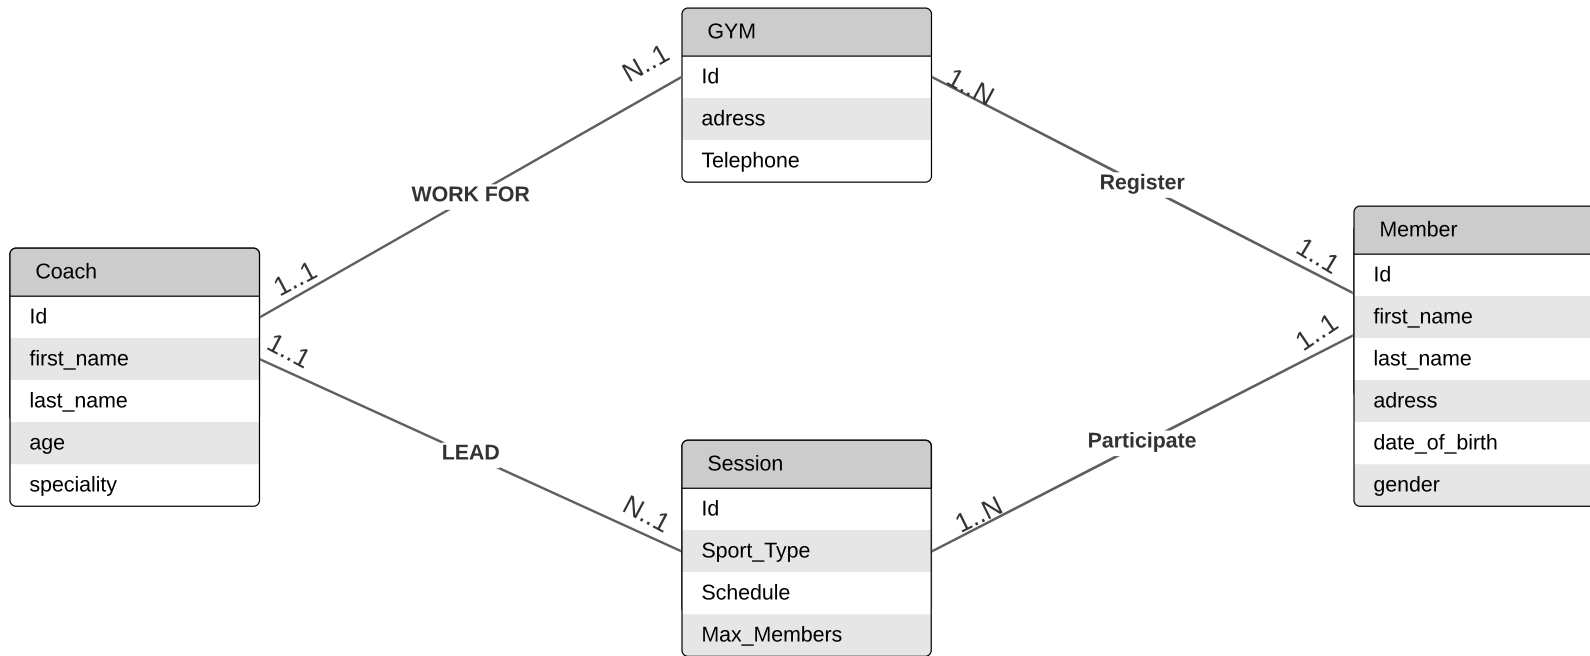 GYM
Id
adress
Telephone
N..1
1..N
WORK FOR
Register
1..1
1..1
Coach
Id
first_name
last_name
age
speciality
Member
Id
first_name
last_name
adress
date_of_birth
gender
1..1
1..1
LEAD
Participate
N..1
1..N
Session
Id
Sport_Type
Schedule
Max_Members